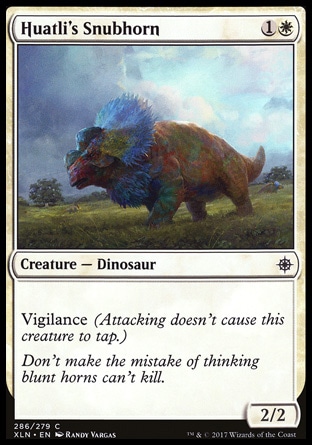 Huatli's Snubhorn 1
Creature — Dinosaur
Vigilance (Attacking doesn't cause this
creature to tap.)
Don't make the mistake of thinking
blunt horns can't kill.
2/2
286/279 C
XLN • EN Randy Vargas ™ & © 2017 Wizards of the Coast